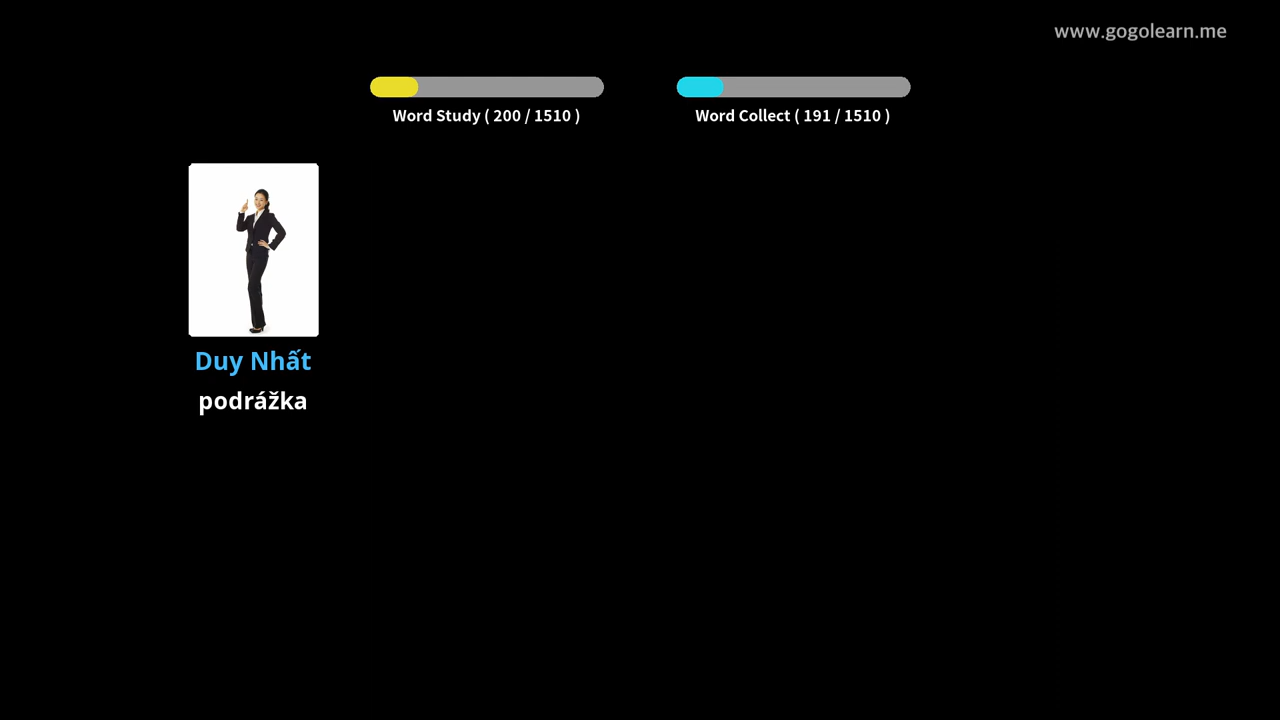 www.gogolearn.me
Word Study ( 200 / 1510 )
Word Collect ( 191 / 1510 )
Duy Nhất
podrážka